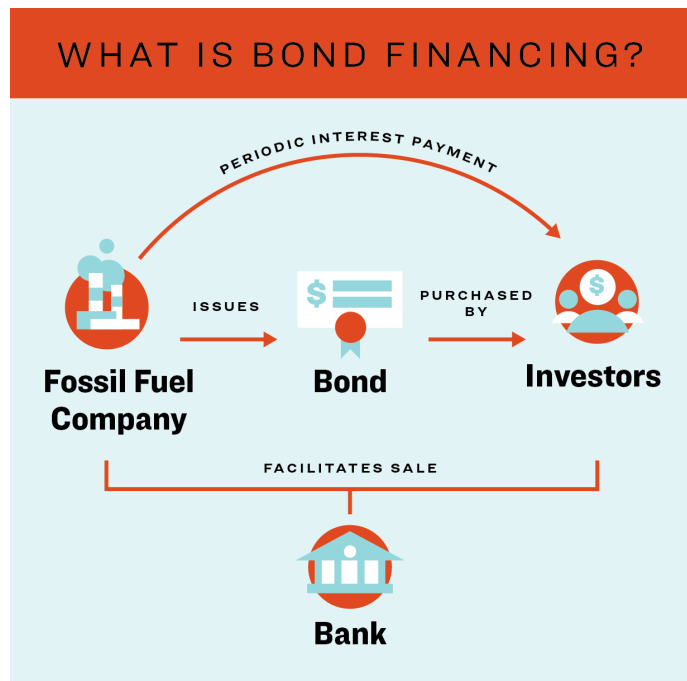 WHAT IS BOND FINANCING?
PERIODIC INTEREST PAYMENT
ISSUES
PURCHASED
BY
$
$
Fossil Fuel
Company
Bond
Investors
FACILITATES SALE
Bank